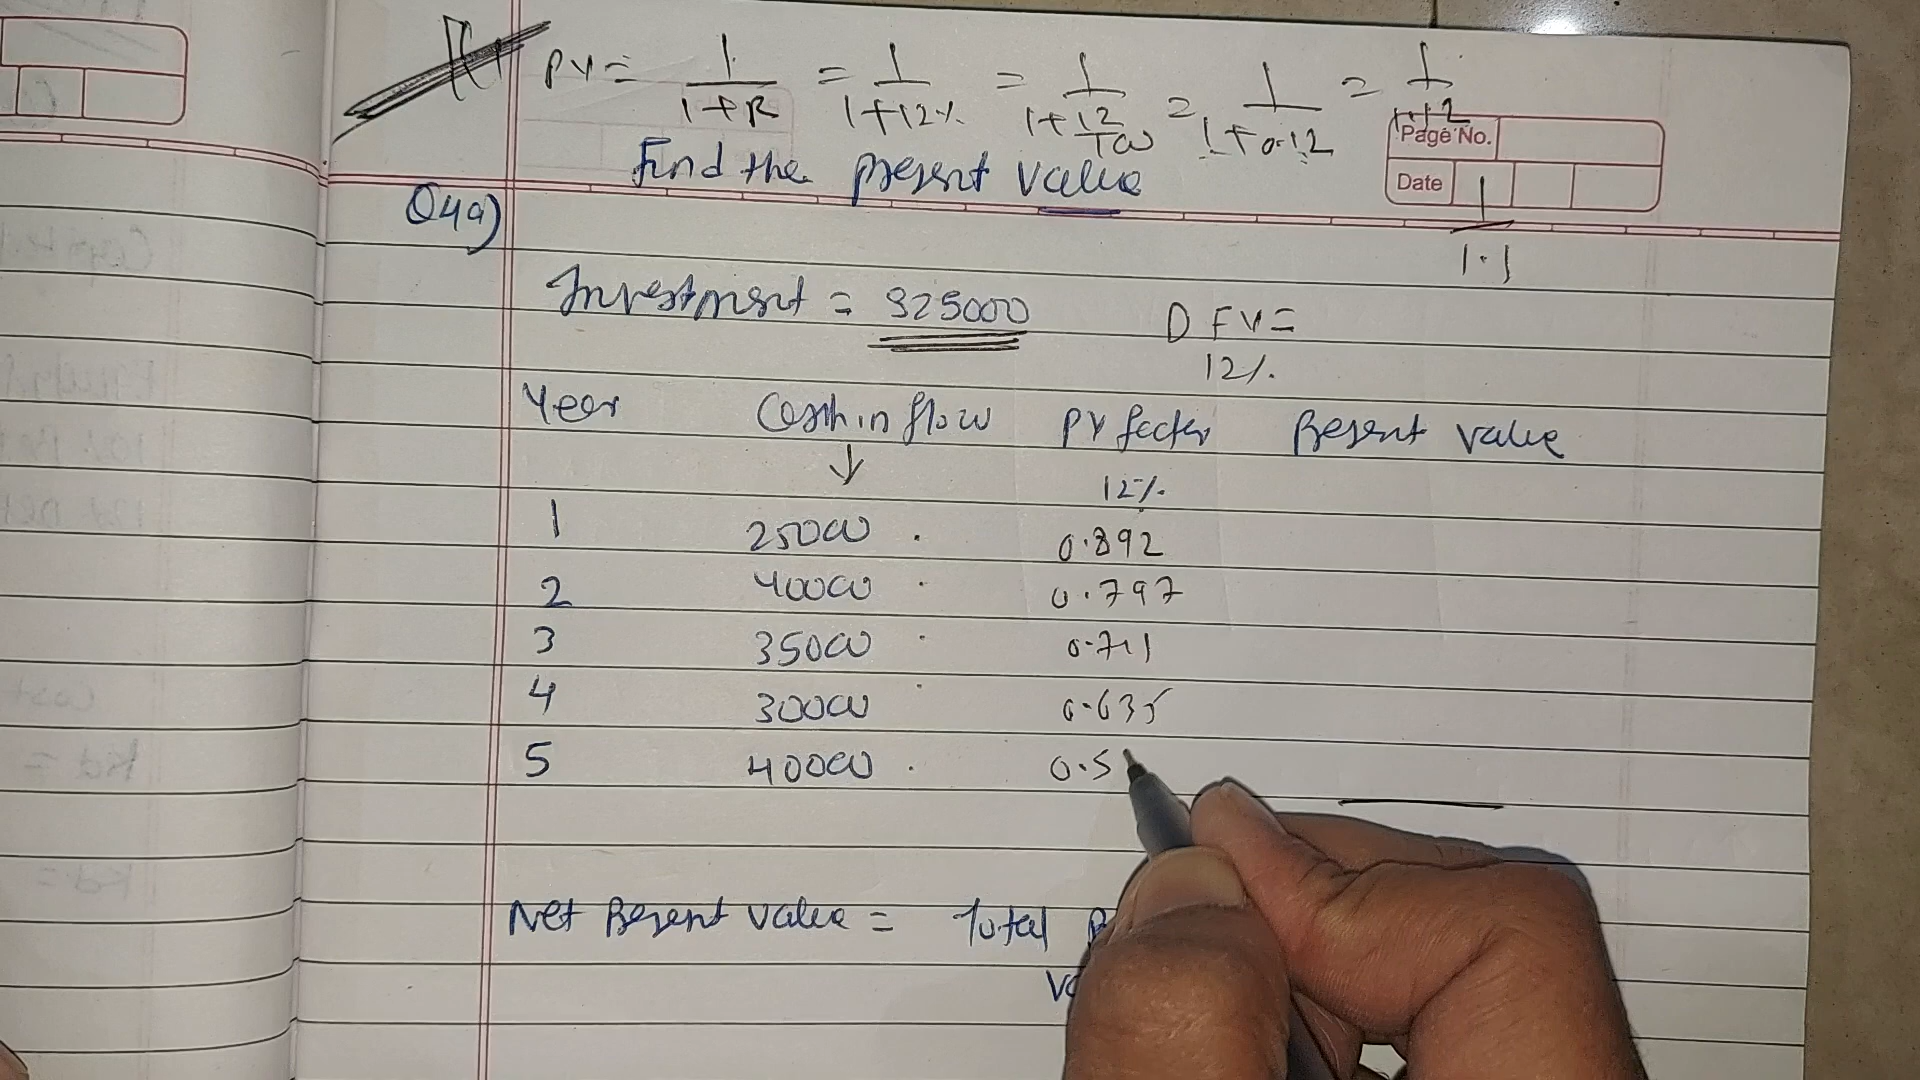 PV = 1/1+R = 1/1+12% = 1/1+12/100 = 1/1+0.12 = 1/1.12
Page No.
Find the present value
Date
1/1.1
Q4a)
Investment = 325000
DFV =
12%.
Year Cash in flow PV factor Present value
12%.
1 25000 . 0.892
2 40000 . 0.797
3 35000 . 0.711
4 30000 . 0.635
5 40000 . 0.5
Net Present value = Total